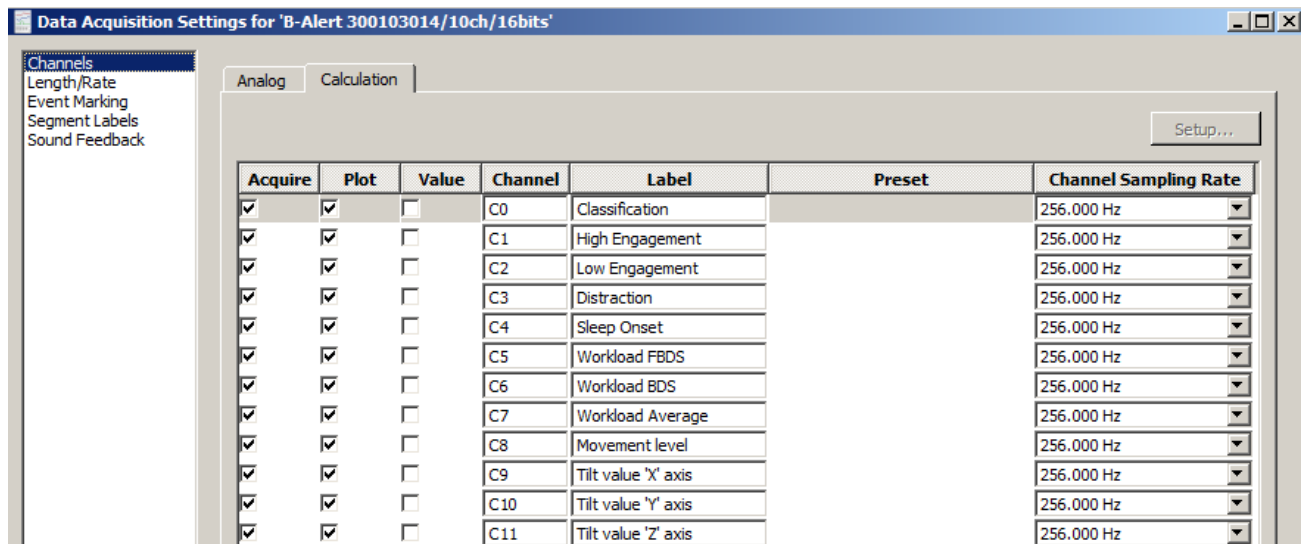 Data Acquisition Settings for 'B-Alert 300103014/10ch/16bits'
Channels
Length/Rate
Event Marking
Segment Labels
Sound Feedback
Analog Calculation
Setup...
Acquire Plot Value Channel Label Preset Channel Sampling Rate
C0 Classification 256.000 Hz
C1 High Engagement 256.000 Hz
C2 Low Engagement 256.000 Hz
C3 Distraction 256.000 Hz
C4 Sleep Onset 256.000 Hz
C5 Workload FBDS 256.000 Hz
C6 Workload BDS 256.000 Hz
C7 Workload Average 256.000 Hz
C8 Movement level 256.000 Hz
C9 Tilt value 'X' axis 256.000 Hz
C10 Tilt value 'Y' axis 256.000 Hz
C11 Tilt value 'Z' axis 256.000 Hz